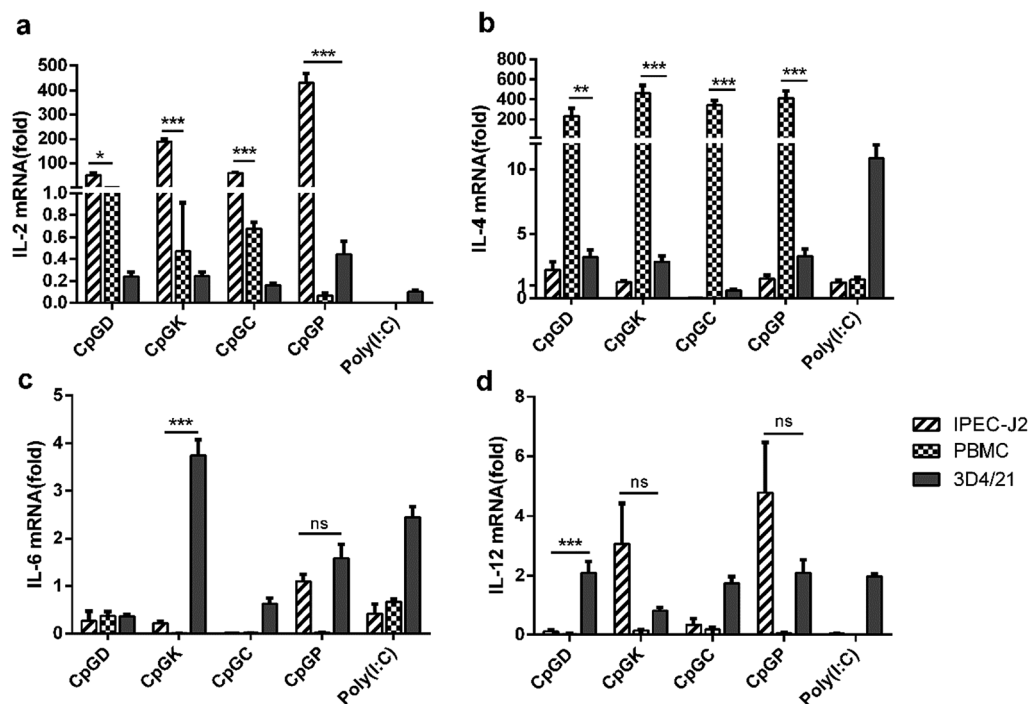 a
IL-2 mRNA(fold)
500
400
300
200
100
1.0
0.8
0.6
0.4
0.2
0.0
*
***
***
***
CpGD
CpGK
CpGC
CpGP
Poly(I:C)
b
IL-4 mRNA(fold)
800
600
400
200
10
5
1
0
**
***
***
***
CpGD
CpGK
CpGC
CpGP
Poly(I:C)
c
IL-6 mRNA(fold)
5
4
3
2
1
0
***
ns
CpGD
CpGK
CpGC
CpGP
Poly(I:C)
d
IL-12 mRNA(fold)
8
6
4
2
0
***
ns
ns
CpGD
CpGK
CpGC
CpGP
Poly(I:C)
IPEC-J2
PBMC
3D4/21